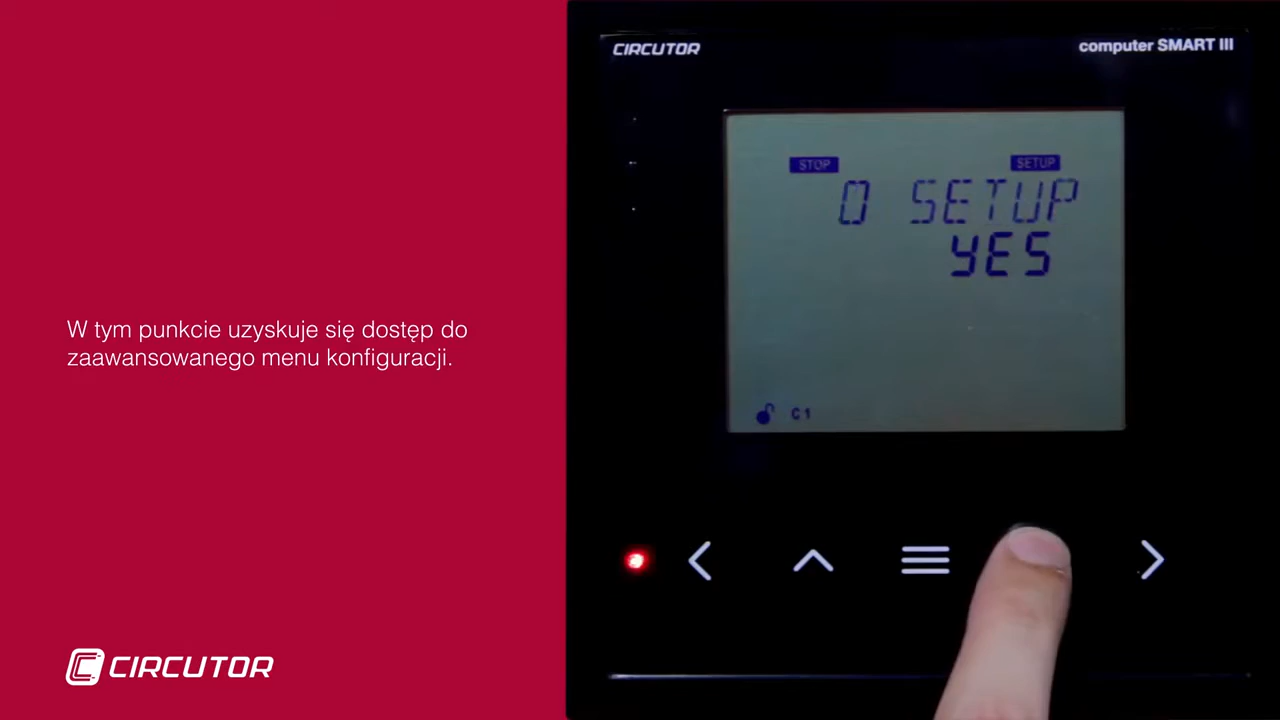 W tym punkcie uzyskuje się dostęp do
zaawansowanego menu konfiguracji.
CIRCUTOR
CIRCUTOR
computer SMART III
STOP
SETUP
0 SETUP
YES
C1